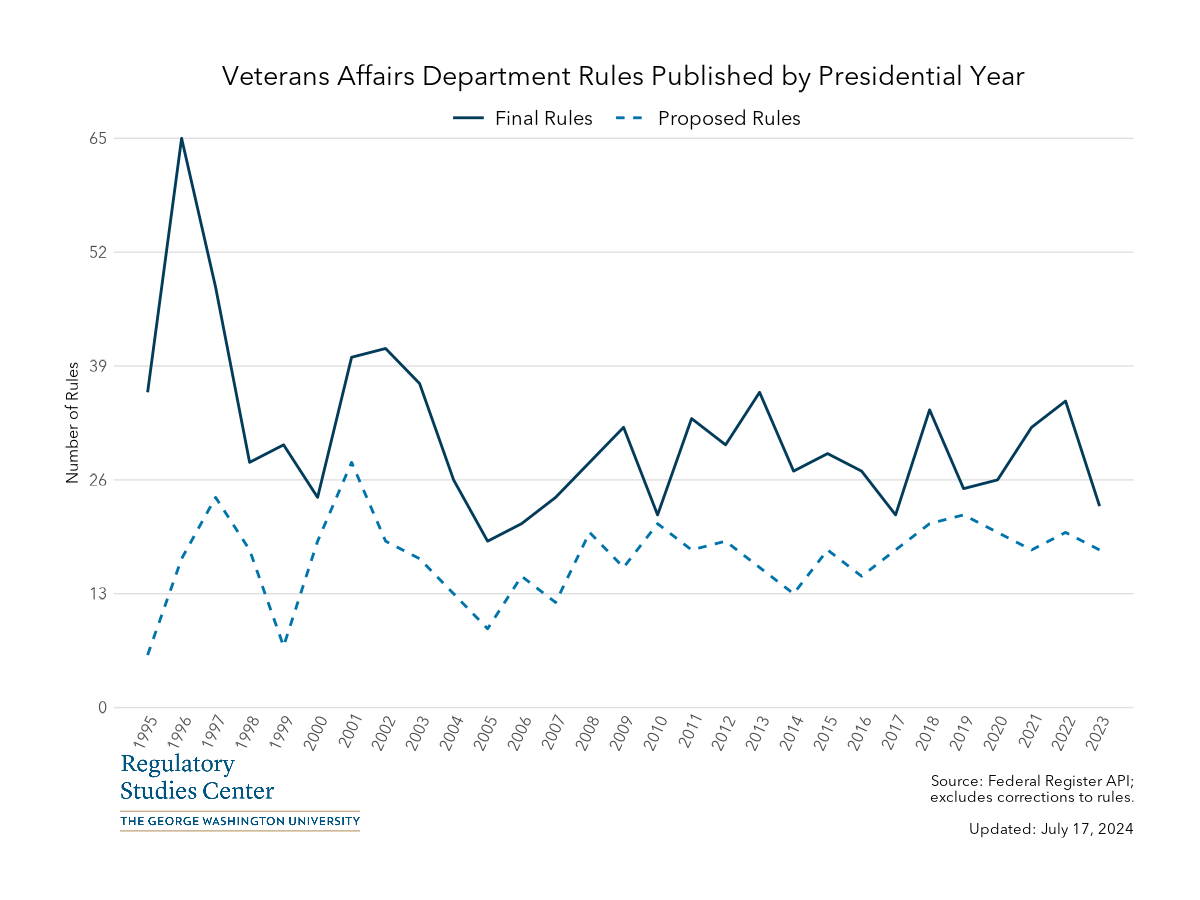 Veterans Affairs Department Rules Published by Presidential Year
Final Rules Proposed Rules
65
52
39
26
13
0
Number of Rules
1995 1996 1997 1998 1999 2000 2001 2002 2003 2004 2005 2006 2007 2008 2009 2010 2011 2012 2013 2014 2015 2016 2017 2018 2019 2020 2021 2022 2023
Regulatory
Studies Center
THE GEORGE WASHINGTON UNIVERSITY
Source: Federal Register API;
excludes corrections to rules.
Updated: July 17, 2024